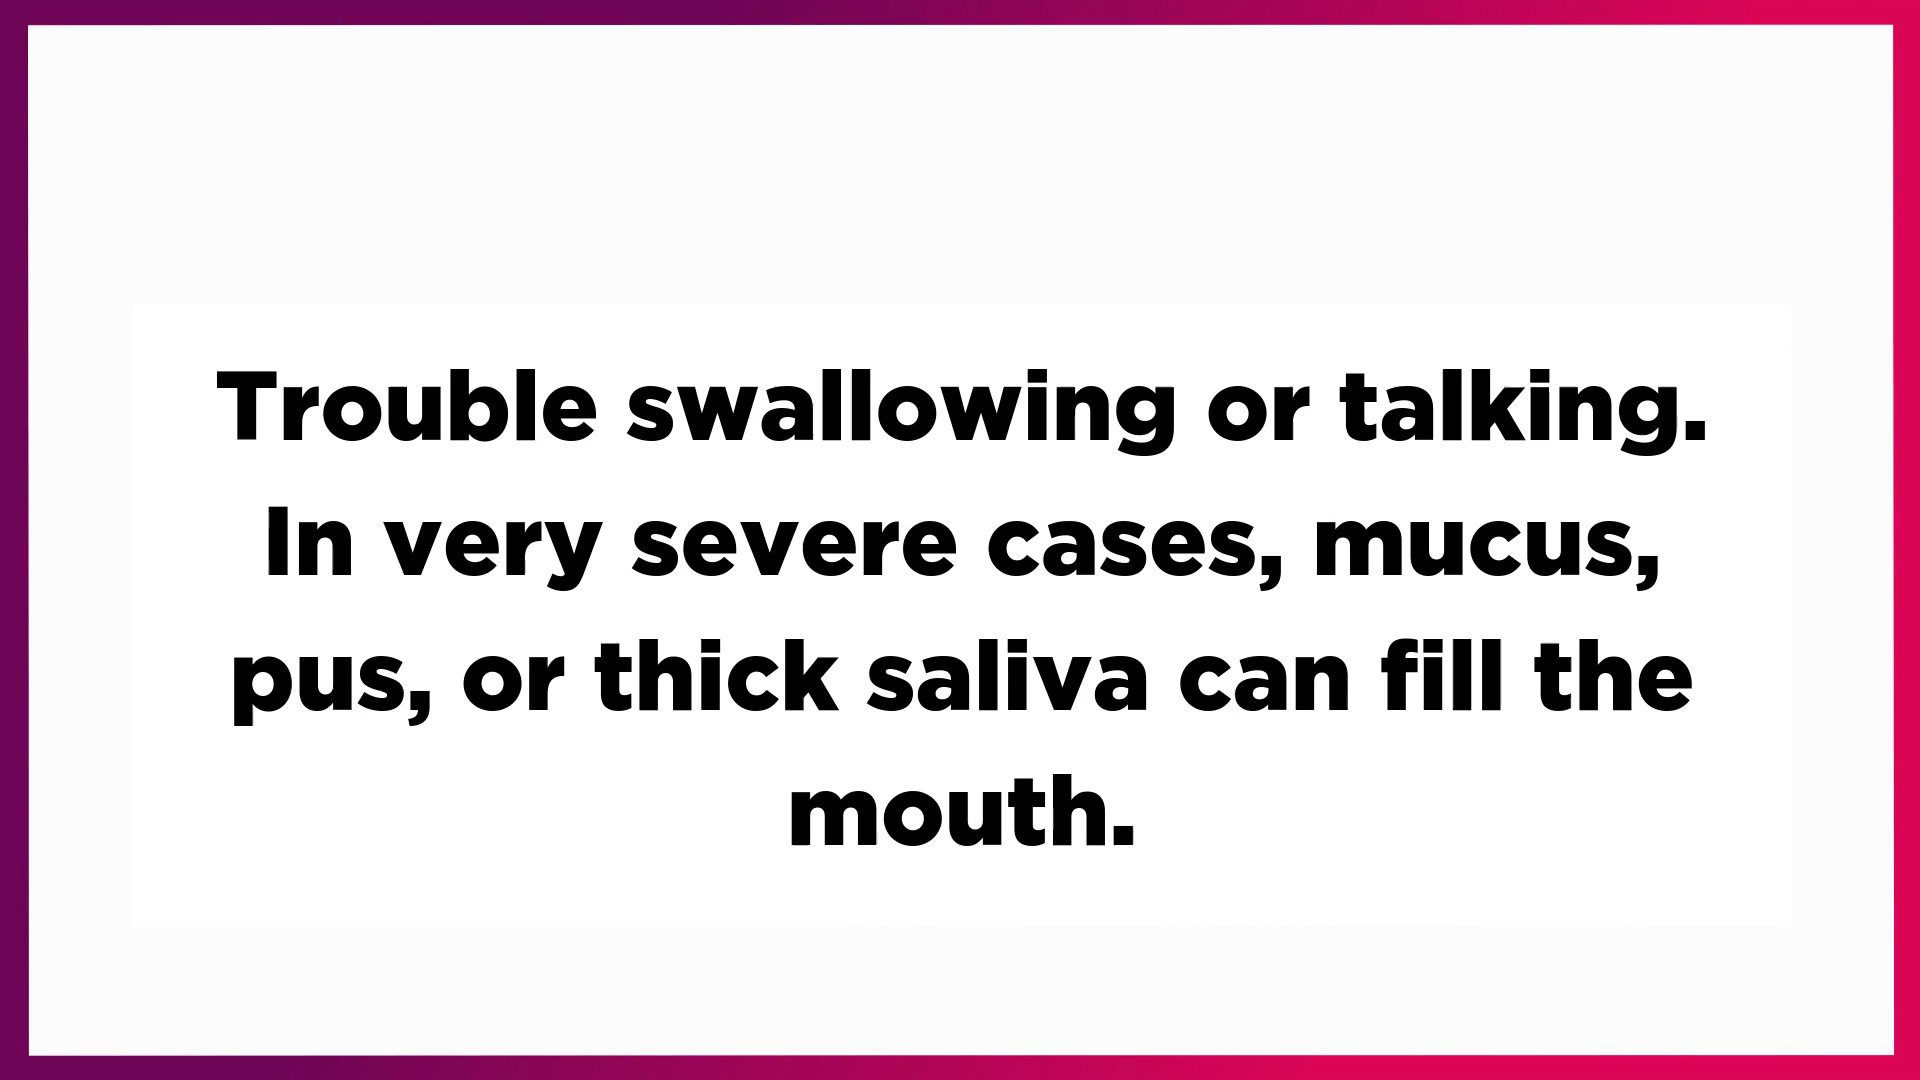 Trouble swallowing or talking.
In very severe cases, mucus,
pus, or thick saliva can fill the
mouth.